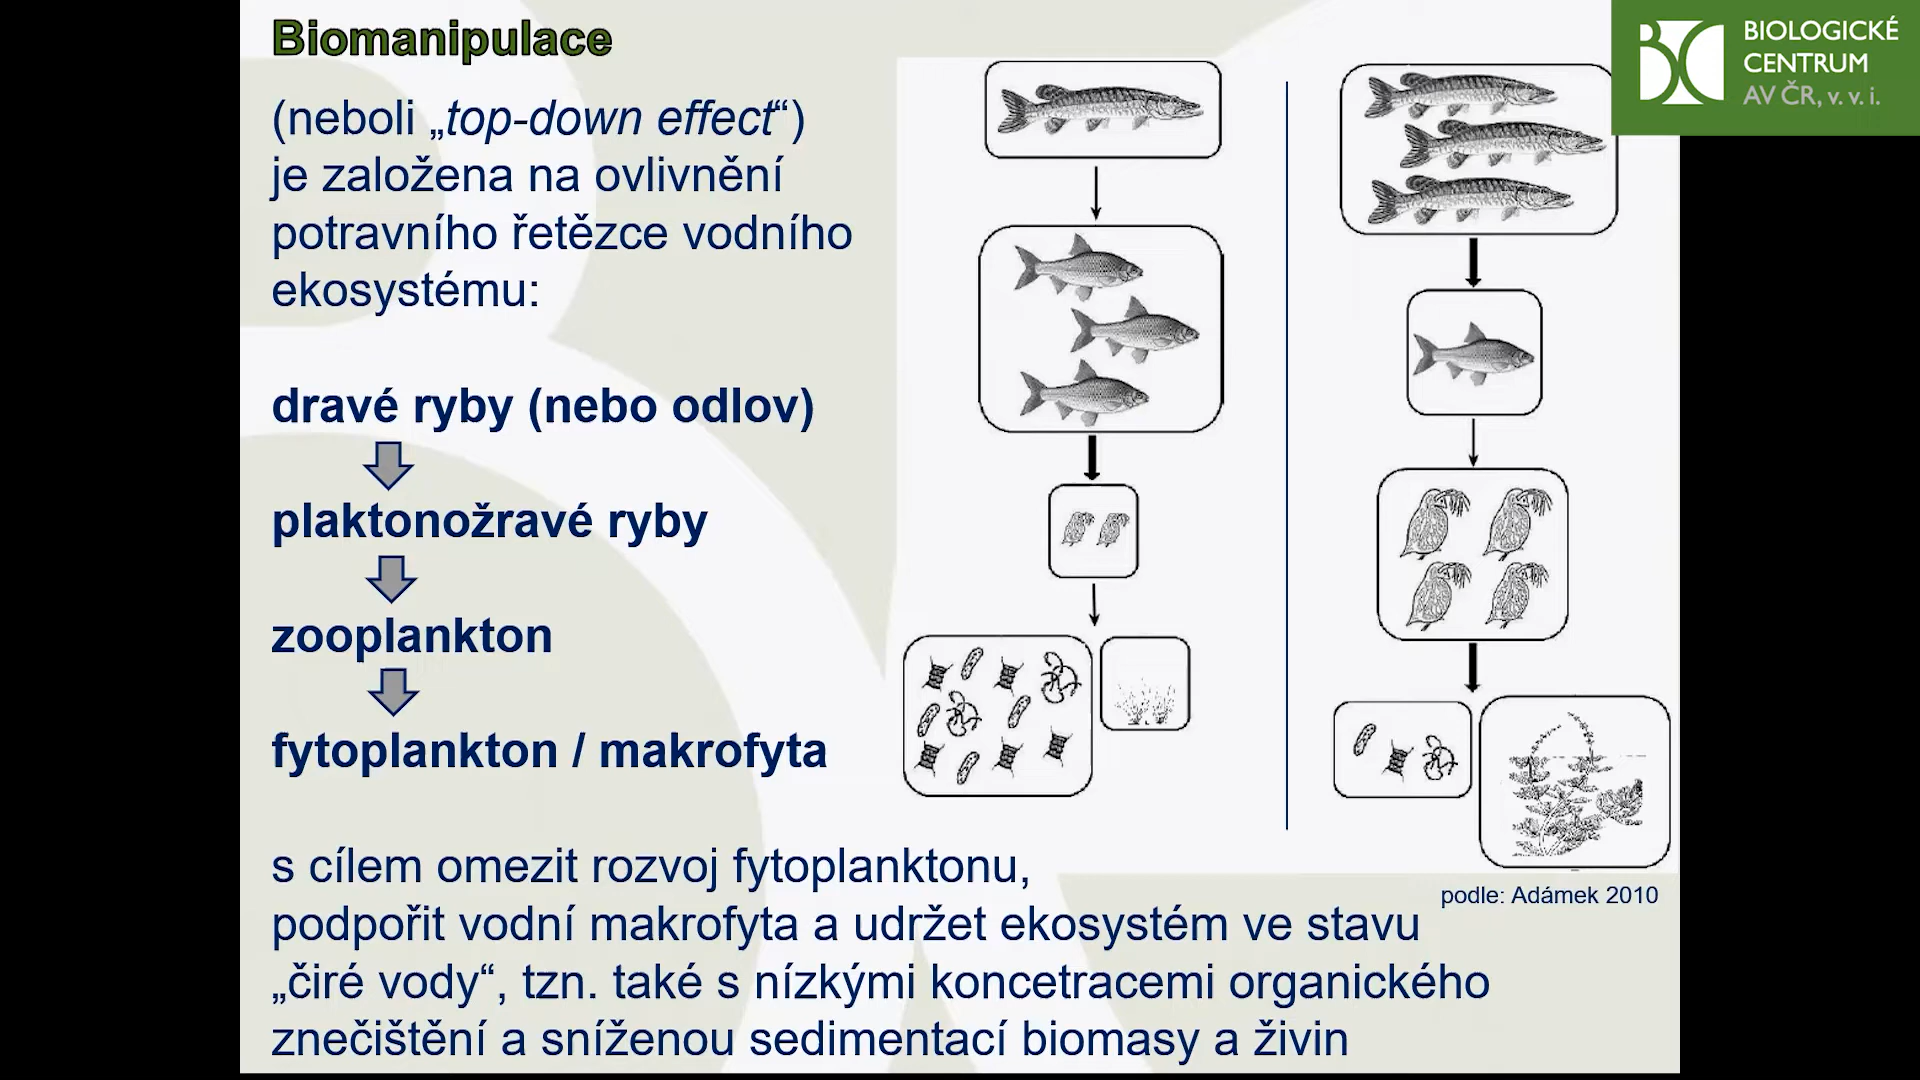 Biomanipulace
(neboli „top-down effect“)
je založena na ovlivnění
potravního řetězce vodního
ekosystému:
dravé ryby (nebo odlov)
plaktonožravé ryby
zooplankton
fytoplankton / makrofyta
s cílem omezit rozvoj fytoplanktonu,
podpořit vodní makrofyta a udržet ekosystém ve stavu
„čiré vody“, tzn. také s nízkými koncetracemi organického
znečištění a sníženou sedimentací biomasy a živin
podle: Adámek 2010
BIOLOGICKÉ
CENTRUM
AV ČR, v. v. i.